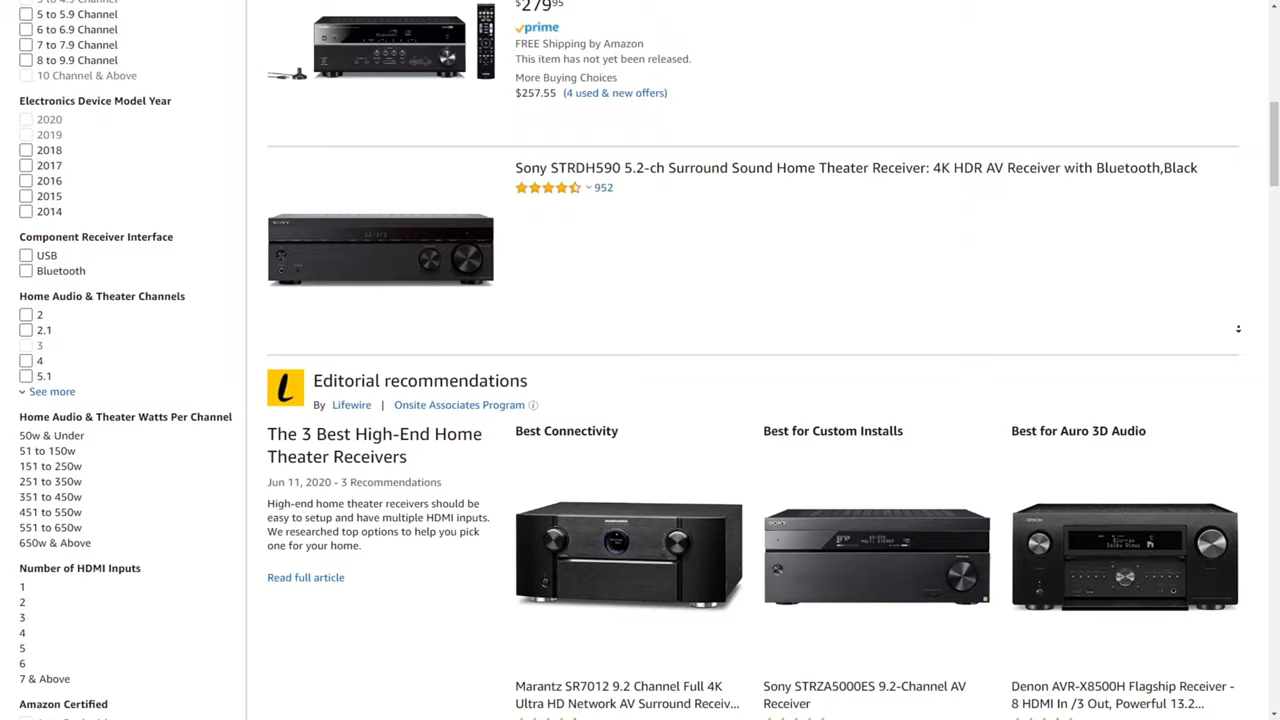 5 to 5.9 Channel
6 to 6.9 Channel
7 to 7.9 Channel
8 to 9.9 Channel
10 Channel & Above
Electronics Device Model Year
2020
2019
2018
2017
2016
2015
2014
Component Receiver Interface
USB
Bluetooth
Home Audio & Theater Channels
2
2.1
3
4
5.1
See more
Home Audio & Theater Watts Per Channel
50w & Under
51 to 150w
151 to 250w
251 to 350w
351 to 450w
451 to 550w
551 to 650w
650w & Above
Number of HDMI Inputs
1
2
3
4
5
6
7 & Above
Amazon Certified
$279.95
prime
FREE Shipping by Amazon
This item has not yet been released.
More Buying Choices
$257.55 (4 used & new offers)
Sony STRDH590 5.2-ch Surround Sound Home Theater Receiver: 4K HDR AV Receiver with Bluetooth,Black
952
SONY
Editorial recommendations
By Lifewire | Onsite Associates Program
The 3 Best High-End Home
Theater Receivers
Jun 11, 2020 - 3 Recommendations
High-end home theater receivers should be
easy to setup and have multiple HDMI inputs.
We researched top options to help you pick
one for your home.
Read full article
Best Connectivity
marantz
Marantz SR7012 9.2 Channel Full 4K
Ultra HD Network AV Surround Receiv...
Best for Custom Installs
SONY
Sony STRZA5000ES 9.2-Channel AV
Receiver
Best for Auro 3D Audio
DENON
Denon AVR-X8500H Flagship Receiver -
8 HDMI In /3 Out, Powerful 13.2...